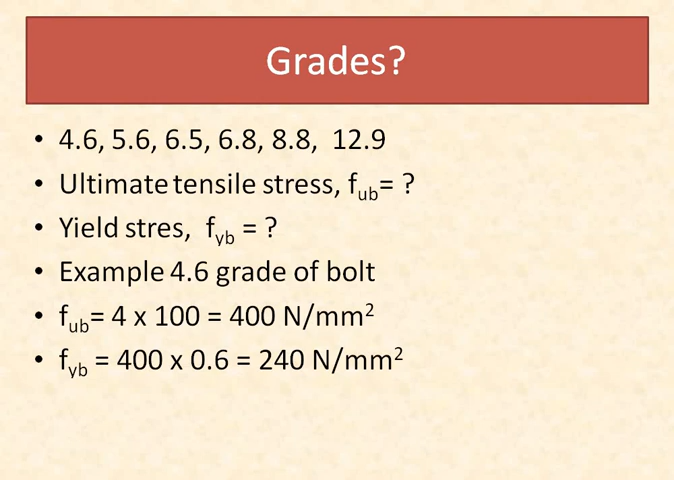 Grades?
• 4.6, 5.6, 6.5, 6.8, 8.8, 12.9
• Ultimate tensile stress, fub= ?
• Yield stres, fyb = ?
• Example 4.6 grade of bolt
• fub= 4 x 100 = 400 N/mm²
• fyb = 400 x 0.6 = 240 N/mm²